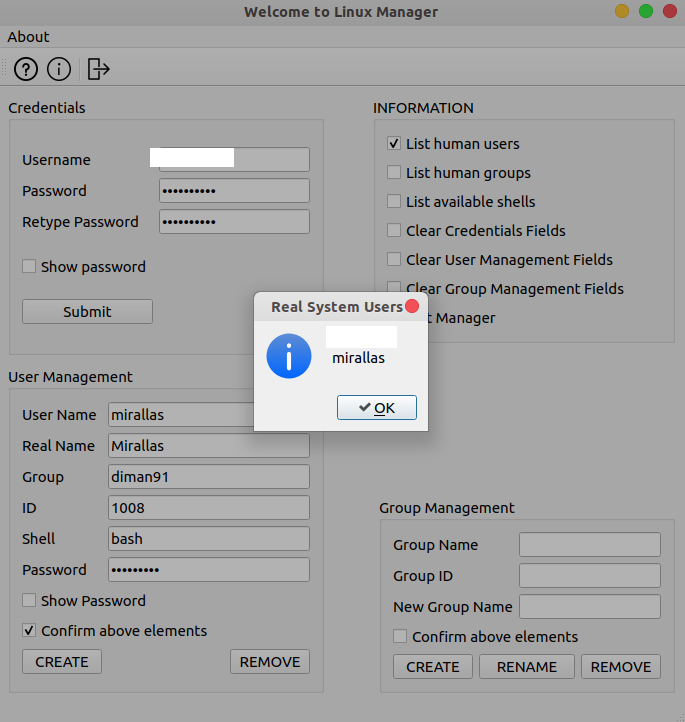 Welcome to Linux Manager
About
Credentials
Username
Password ••••••••••
Retype Password ••••••••••
Show password
Submit
INFORMATION
List human users
List human groups
List available shells
Clear Credentials Fields
Clear User Management Fields
Clear Group Management Fields
Manager
Real System Users
mirallas
OK
User Management
User Name mirallas
Real Name Mirallas
Group diman91
ID 1008
Shell bash
Password •••••••••
Show Password
Confirm above elements
CREATE REMOVE
Group Management
Group Name
Group ID
New Group Name
Confirm above elements
CREATE RENAME REMOVE